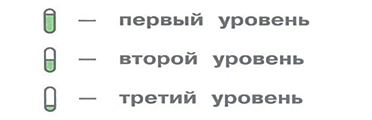 — первый уровень
— второй уровень
— третий уровень